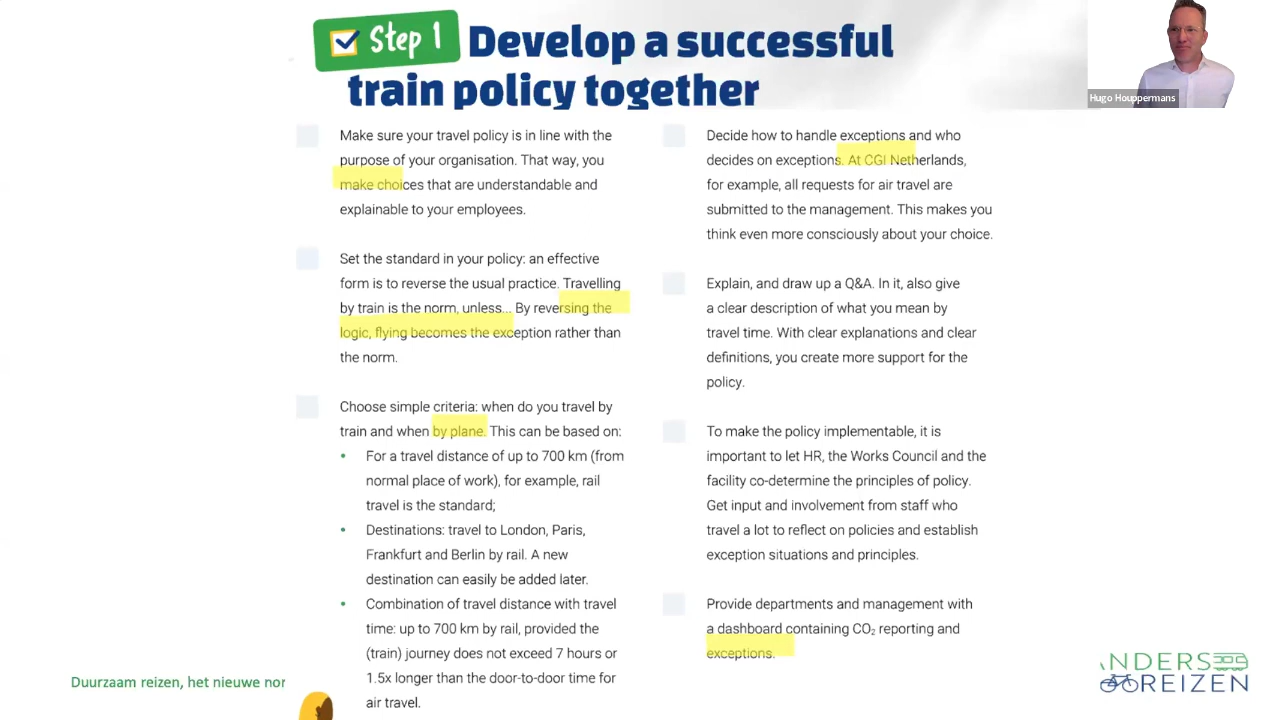 Step 1 Develop a successful
train policy together
Hugo Houppermans
Make sure your travel policy is in line with the
purpose of your organisation. That way, you
make choices that are understandable and
explainable to your employees.
Set the standard in your policy: an effective
form is to reverse the usual practice. Travelling
by train is the norm, unless... By reversing the
logic, flying becomes the exception rather than
the norm.
Choose simple criteria: when do you travel by
train and when by plane. This can be based on:
• For a travel distance of up to 700 km (from
normal place of work), for example, rail
travel is the standard;
• Destinations: travel to London, Paris,
Frankfurt and Berlin by rail. A new
destination can easily be added later.
• Combination of travel distance with travel
time: up to 700 km by rail, provided the
(train) journey does not exceed 7 hours or
1.5x longer than the door-to-door time for
air travel.
Decide how to handle exceptions and who
decides on exceptions. At CGI Netherlands,
for example, all requests for air travel are
submitted to the management. This makes you
think even more consciously about your choice.
Explain, and draw up a Q&A. In it, also give
a clear description of what you mean by
travel time. With clear explanations and clear
definitions, you create more support for the
policy.
To make the policy implementable, it is
important to let HR, the Works Council and the
facility co-determine the principles of policy.
Get input and involvement from staff who
travel a lot to reflect on policies and establish
exception situations and principles.
Provide departments and management with
a dashboard containing CO₂ reporting and
exceptions.
Duurzaam reizen, het nieuwe nor
ANDERS
REIZEN